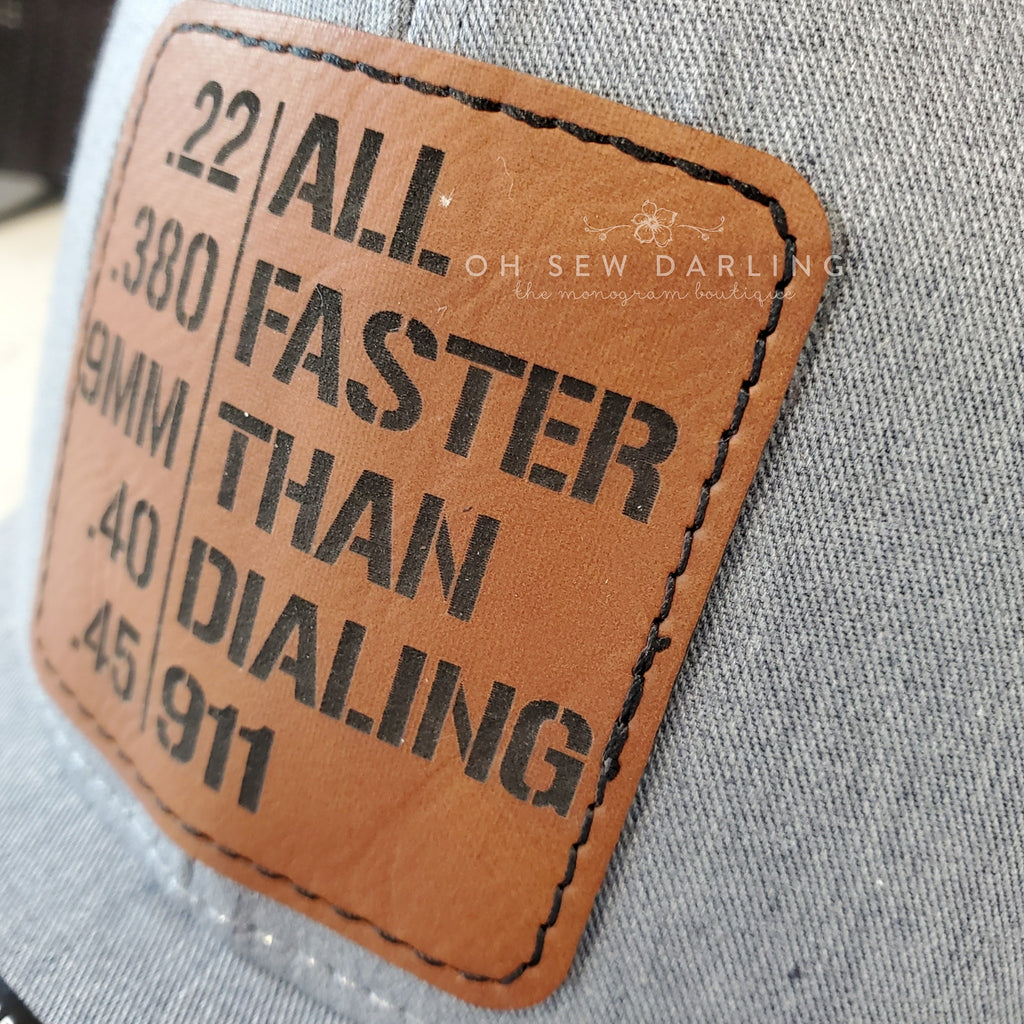 .22
.380
9MM
.40
.45
ALL
FASTER
THAN
DIALING
911
OH SEW DARLING
the monogram boutique